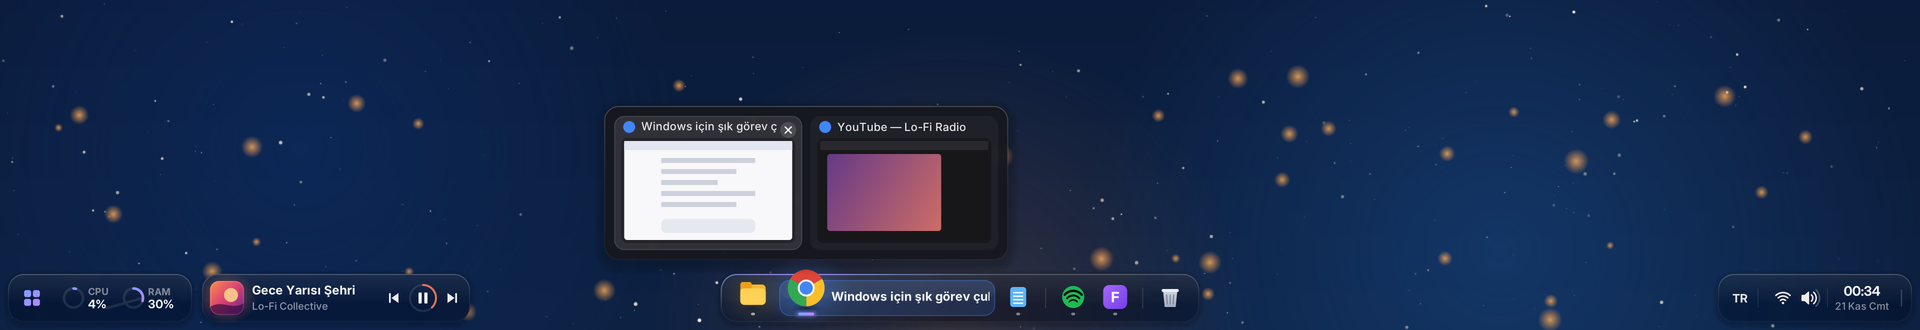 Windows için şık görev ç
YouTube — Lo-Fi Radio
CPU
4%
RAM
30%
Gece Yarısı Şehri
Lo-Fi Collective
Windows için şık görev çul
F
TR
00:34
21 Kas Cmt